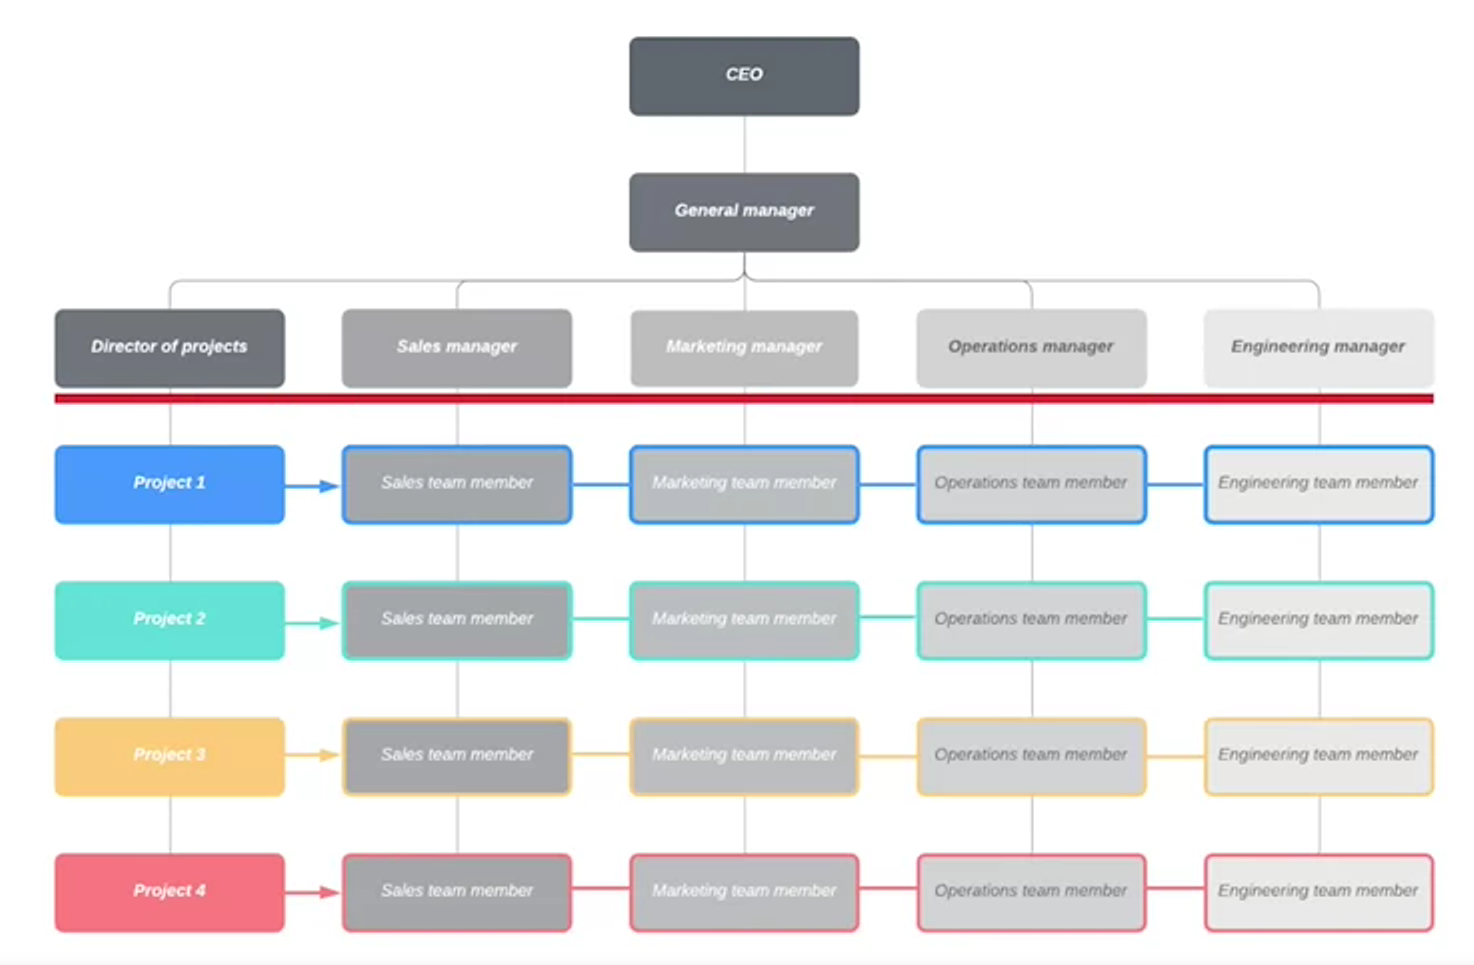 CEO
General manager
Director of projects
Sales manager
Marketing manager
Operations manager
Engineering manager
Project 1
Sales team member
Marketing team member
Operations team member
Engineering team member
Project 2
Sales team member
Marketing team member
Operations team member
Engineering team member
Project 3
Sales team member
Marketing team member
Operations team member
Engineering team member
Project 4
Sales team member
Marketing team member
Operations team member
Engineering team member